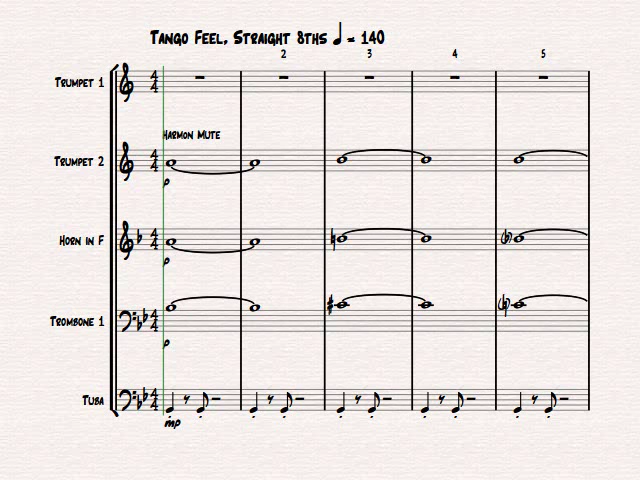 Tango Feel, Straight 8ths ♩ = 140
2 3 4 5
Trumpet 1
Harmon Mute
Trumpet 2
p
Horn in F
p
Trombone 1
p
Tuba
mp